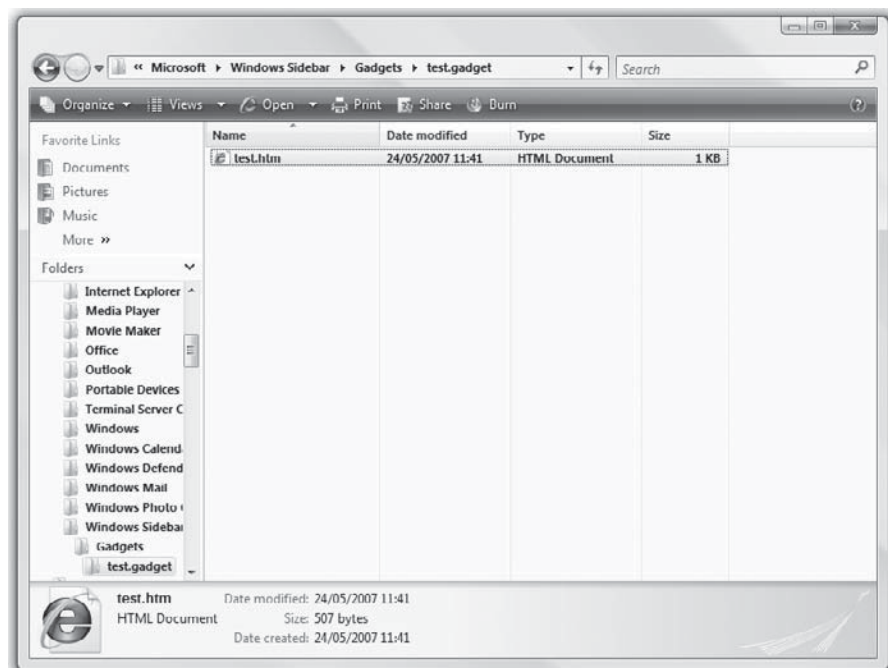 « Microsoft ▸ Windows Sidebar ▸ Gadgets ▸ test.gadget
Search
Organize Views Open Print Share Burn
Favorite Links
Documents
Pictures
Music
More »
Folders
Internet Explorer
Media Player
Movie Maker
Office
Outlook
Portable Devices
Terminal Server C
Windows
Windows Calend
Windows Defend
Windows Mail
Windows Photo
Windows Sidebar
Gadgets
test.gadget
Name Date modified Type Size
test.htm 24/05/2007 11:41 HTML Document 1 KB
test.htm Date modified: 24/05/2007 11:41
HTML Document Size: 507 bytes
Date created: 24/05/2007 11:41